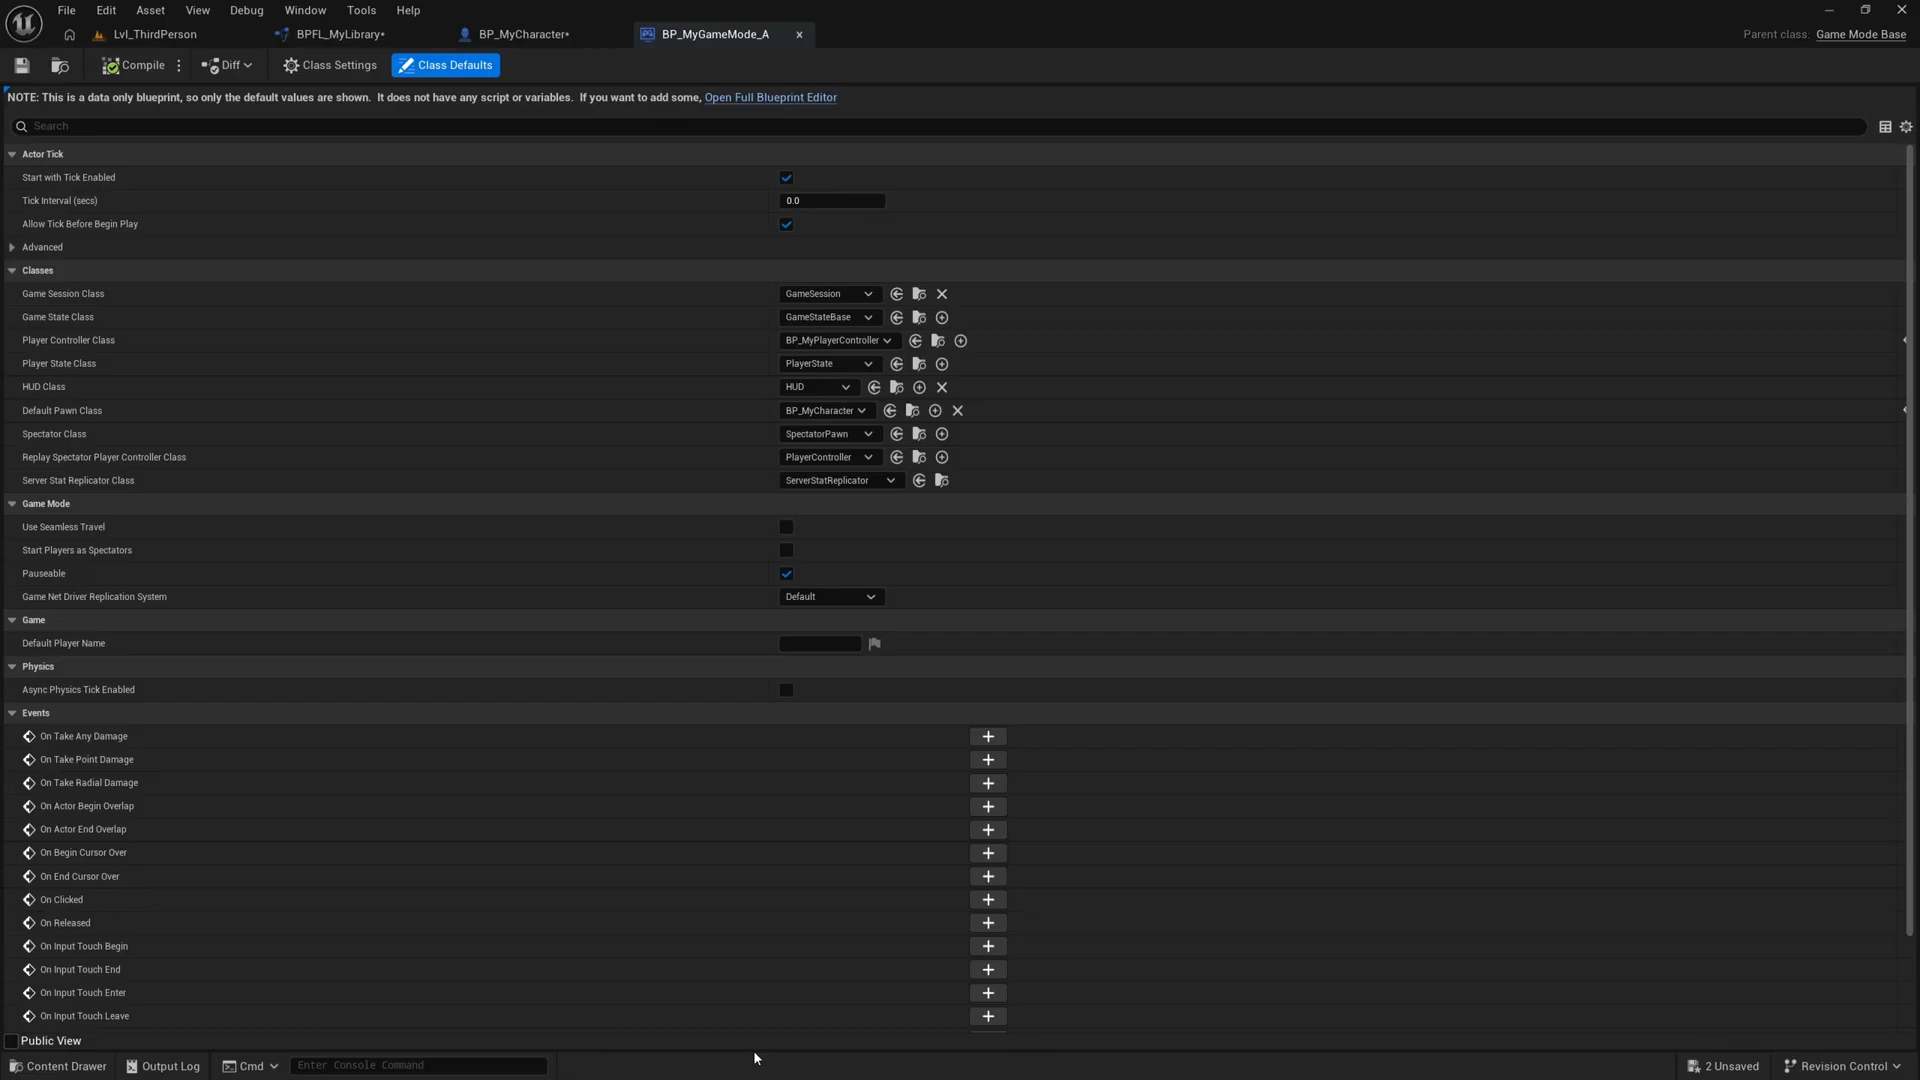 File Edit Asset View Debug Window Tools Help
Lvl_ThirdPerson BPFL_MyLibrary* BP_MyCharacter* BP_MyGameMode_A x Parent class: Game Mode Base
Compile Diff Class Settings Class Defaults
NOTE: This is a data only blueprint, so only the default values are shown. It does not have any script or variables. If you want to add some, Open Full Blueprint Editor
Search
Actor Tick
Start with Tick Enabled
Tick Interval (secs) 0.0
Allow Tick Before Begin Play
Advanced
Classes
Game Session Class GameSession
Game State Class GameStateBase
Player Controller Class BP_MyPlayerController
Player State Class PlayerState
HUD Class HUD
Default Pawn Class BP_MyCharacter
Spectator Class SpectatorPawn
Replay Spectator Player Controller Class PlayerController
Server Stat Replicator Class ServerStatReplicator
Game Mode
Use Seamless Travel
Start Players as Spectators
Pauseable
Game Net Driver Replication System Default
Game
Default Player Name
Physics
Async Physics Tick Enabled
Events
On Take Any Damage
On Take Point Damage
On Take Radial Damage
On Actor Begin Overlap
On Actor End Overlap
On Begin Cursor Over
On End Cursor Over
On Clicked
On Released
On Input Touch Begin
On Input Touch End
On Input Touch Enter
On Input Touch Leave
Public View
Content Drawer Output Log Cmd Enter Console Command 2 Unsaved Revision Control